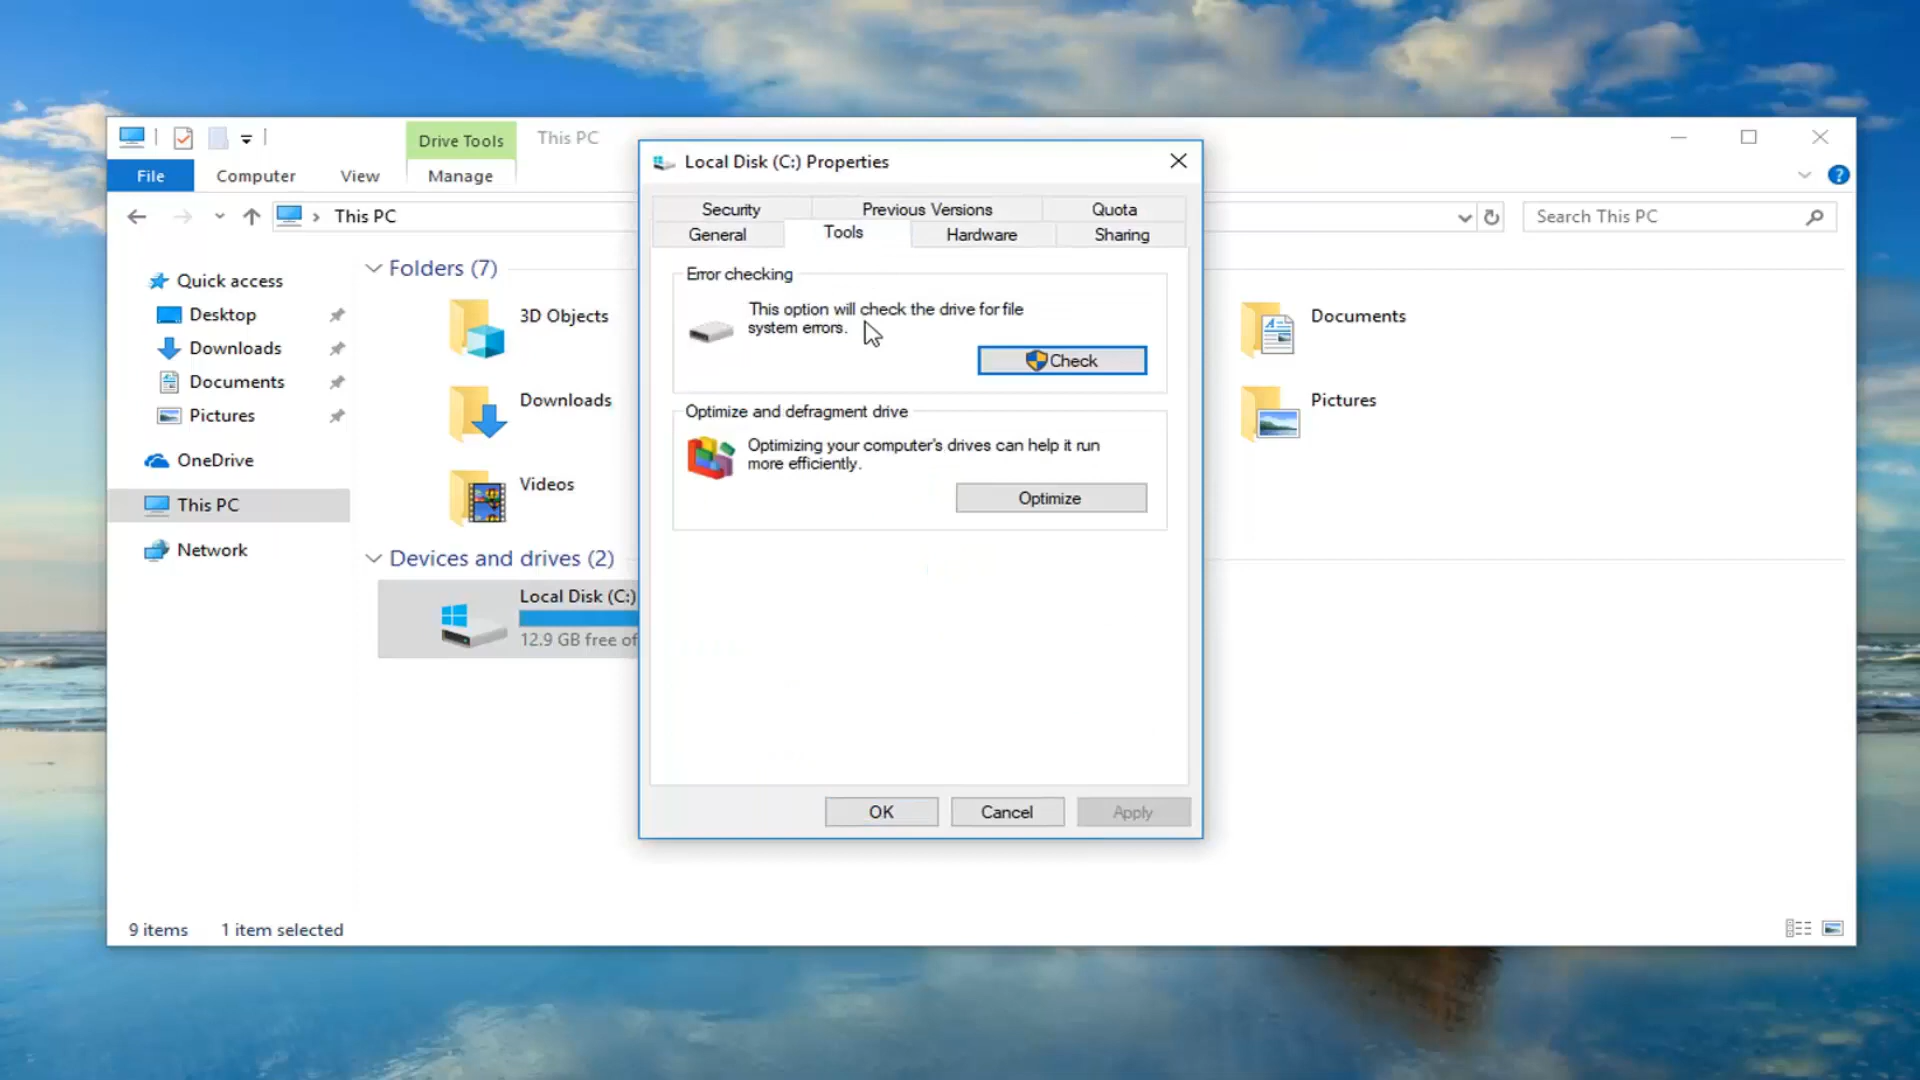 Drive Tools
This PC
File
Computer
View
Manage
This PC
Search This PC
Quick access
Desktop
Downloads
Documents
Pictures
OneDrive
This PC
Network
Folders (7)
3D Objects
Downloads
Videos
Documents
Pictures
Devices and drives (2)
Local Disk (C:)
12.9 GB free of
9 items
1 item selected
Local Disk (C:) Properties
Security
Previous Versions
Quota
General
Tools
Hardware
Sharing
Error checking
This option will check the drive for file
system errors.
Check
Optimize and defragment drive
Optimizing your computer's drives can help it run
more efficiently.
Optimize
OK
Cancel
Apply
?